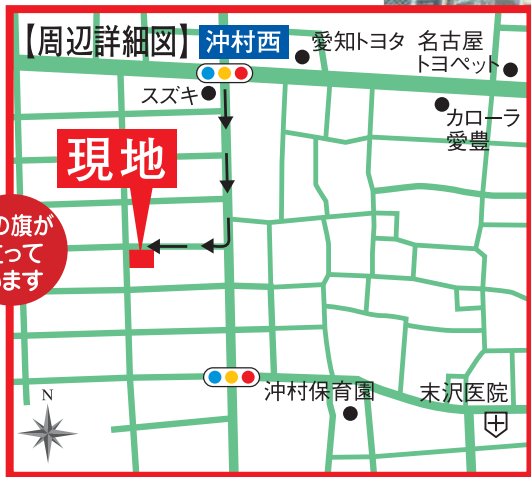 【周辺詳細図】
沖村西
愛知トヨタ
名古屋
トヨペット
スズキ
カローラ
愛豊
現地
の旗が
立って
います
沖村保育園
末沢医院
N